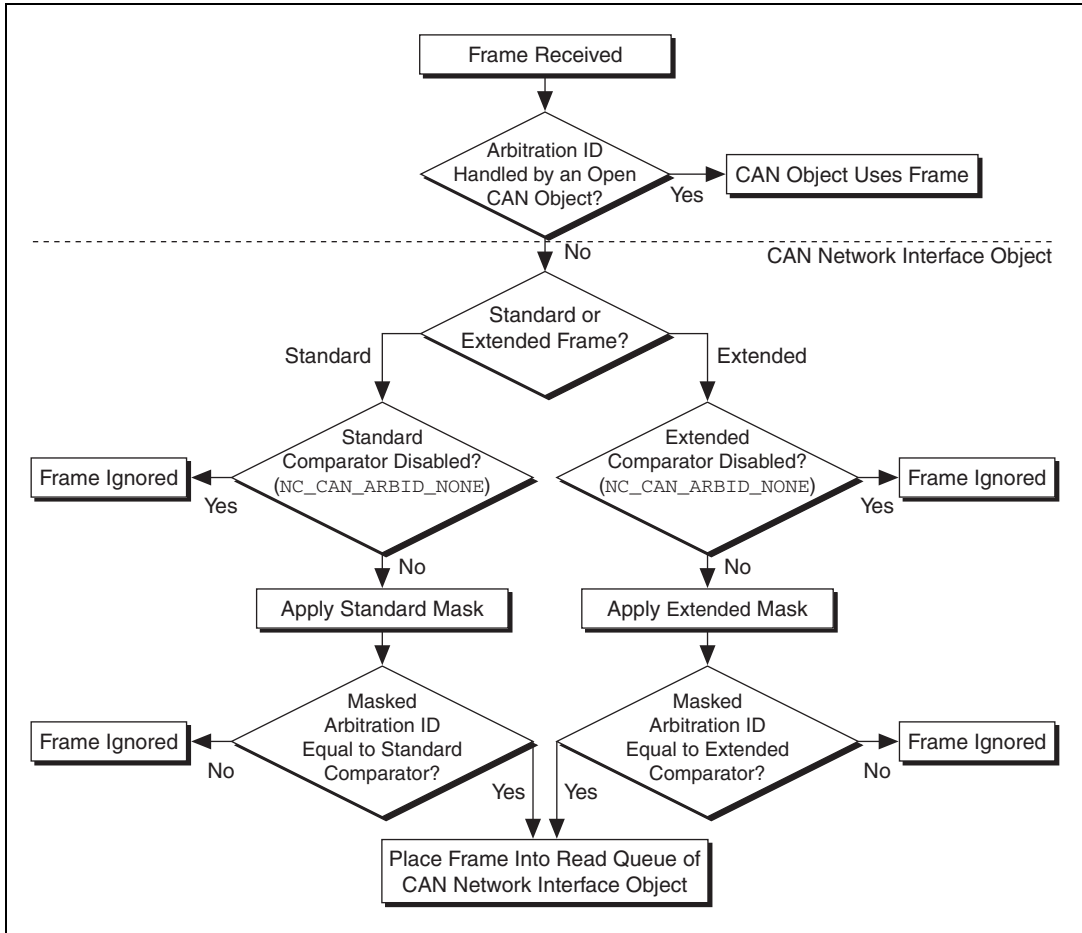 Frame Received
Arbitration ID
Handled by an Open
CAN Object?
Yes
CAN Object Uses Frame
No
CAN Network Interface Object
Standard or
Extended Frame?
Standard
Extended
Standard
Comparator Disabled?
(NC_CAN_ARBID_NONE)
Yes
Frame Ignored
Extended
Comparator Disabled?
(NC_CAN_ARBID_NONE)
Yes
Frame Ignored
No
No
Apply Standard Mask
Apply Extended Mask
Masked
Arbitration ID
Equal to Standard
Comparator?
No
Frame Ignored
Masked
Arbitration ID
Equal to Extended
Comparator?
No
Frame Ignored
Yes
Yes
Place Frame Into Read Queue of
CAN Network Interface Object